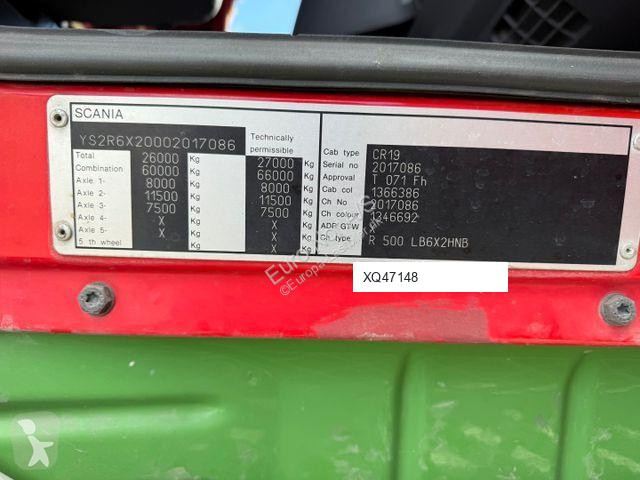 SCANIA
YS2R6X20002017086
Technically
permissible
Total 26000 Kg 27000 Kg
Combination 60000 Kg 66000 Kg
Axle 1- 8000 Kg 8000 Kg
Axle 2- 11500 Kg 11500 Kg
Axle 3- 7500 Kg 7500 Kg
Axle 4- X Kg X Kg
Axle 5- X Kg X Kg
5 th wheel X Kg X Kg
Cab type CR19
Serial no 2017086
Approval T 071 Fh
Cab col 1366386
Ch No 2017086
Ch colour 1346692
ADR GTW
Ch type R 500 LB6X2HNB
XQ47148